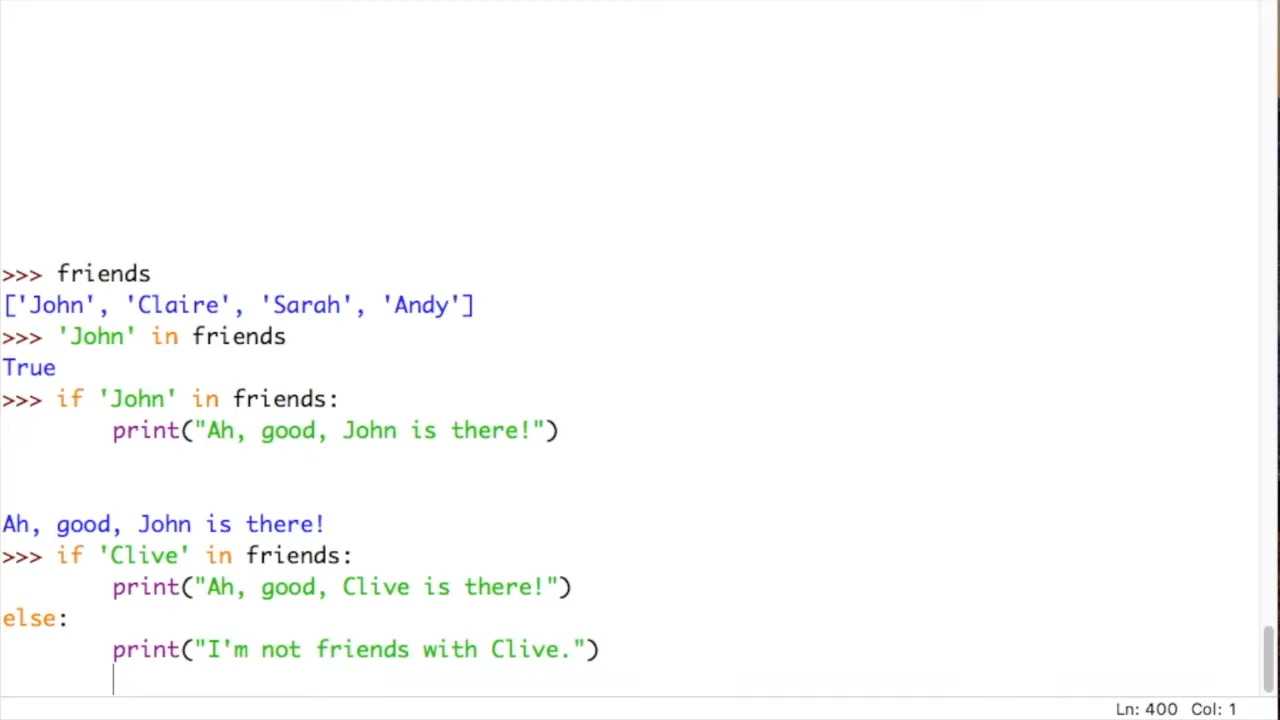 >>> friends
['John', 'Claire', 'Sarah', 'Andy']
>>> 'John' in friends
True
>>> if 'John' in friends:
        print("Ah, good, John is there!")
Ah, good, John is there!
>>> if 'Clive' in friends:
        print("Ah, good, Clive is there!")
else:
        print("I'm not friends with Clive.")
Ln: 400 Col: 1